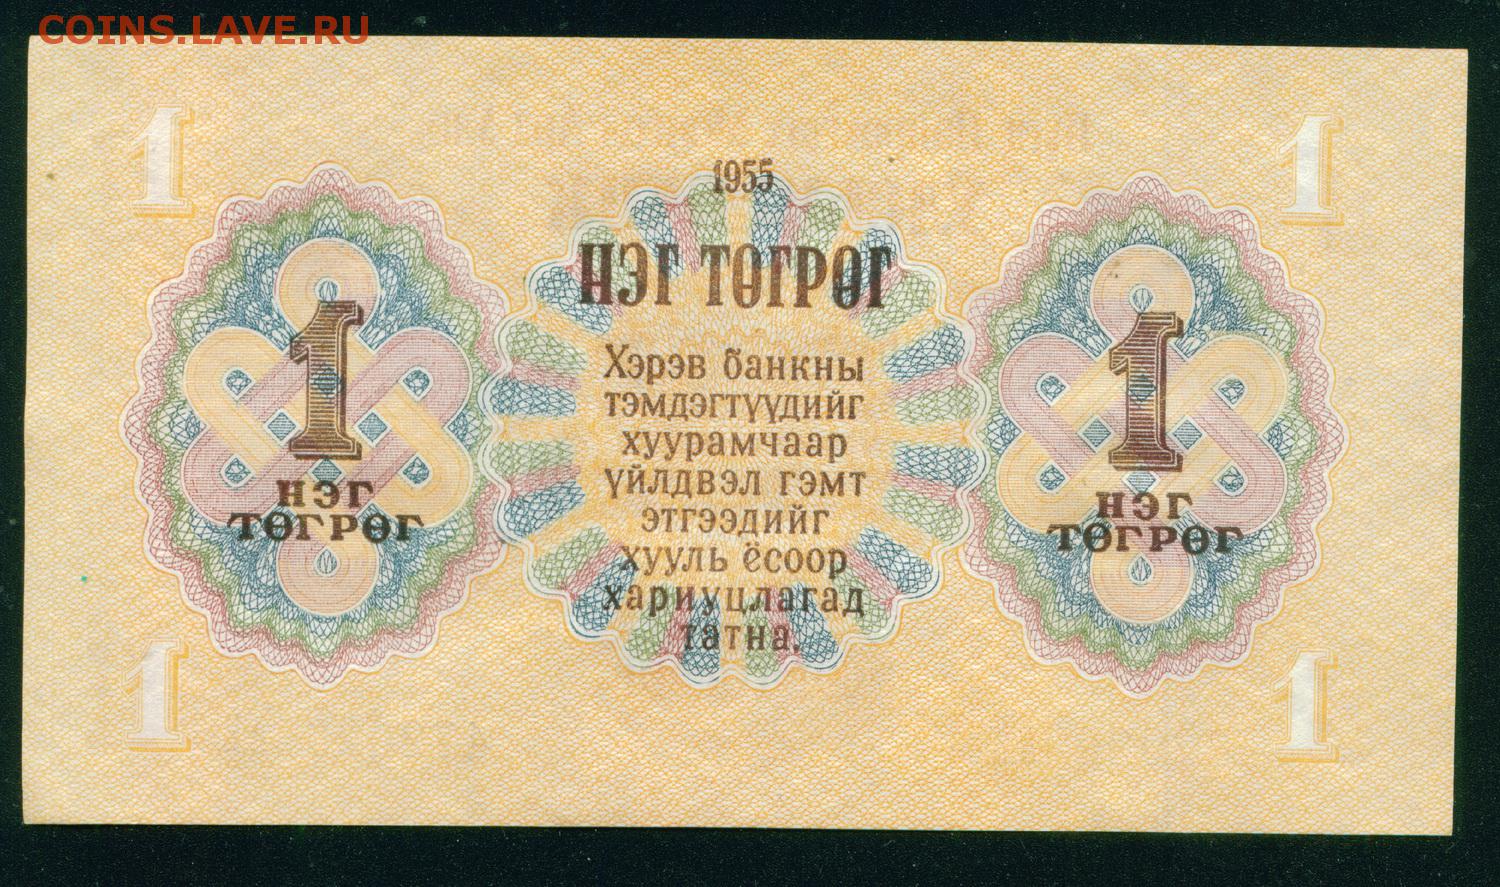 COINS.LAVE.RU
1
1
1955
НЭГ ТӨГРӨГ
1
НЭГ
ТӨГРӨГ
Хэрэв банкны
тэмдэгтүүдийг
хуурамчаар
үйлдвэл гэмт
этгээдийг
хууль ёсоор
хариуцлагад
татна.
1
НЭГ
ТӨГРӨГ
1
1